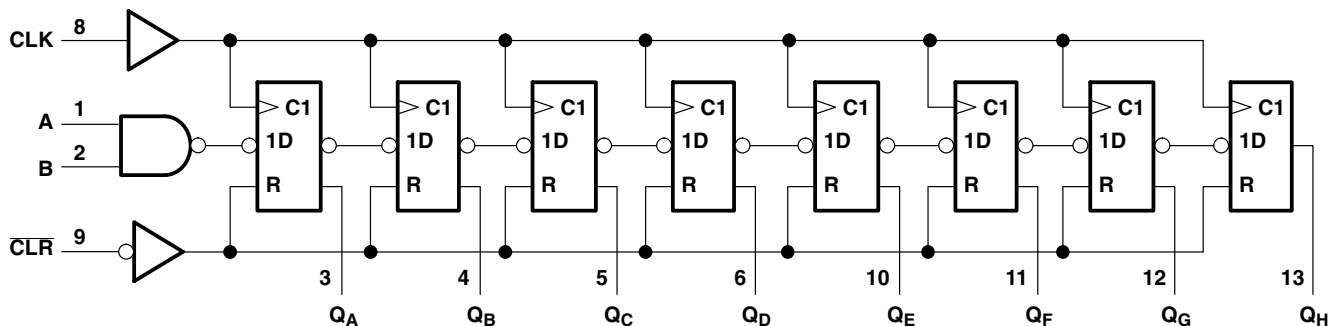 CLK 8
C1 C1 C1 C1 C1 C1 C1 C1
A 1
1D 1D 1D 1D 1D 1D 1D 1D
B 2
R R R R R R R R
CLR 9
3 4 5 6 10 11 12 13
QA QB QC QD QE QF QG QH